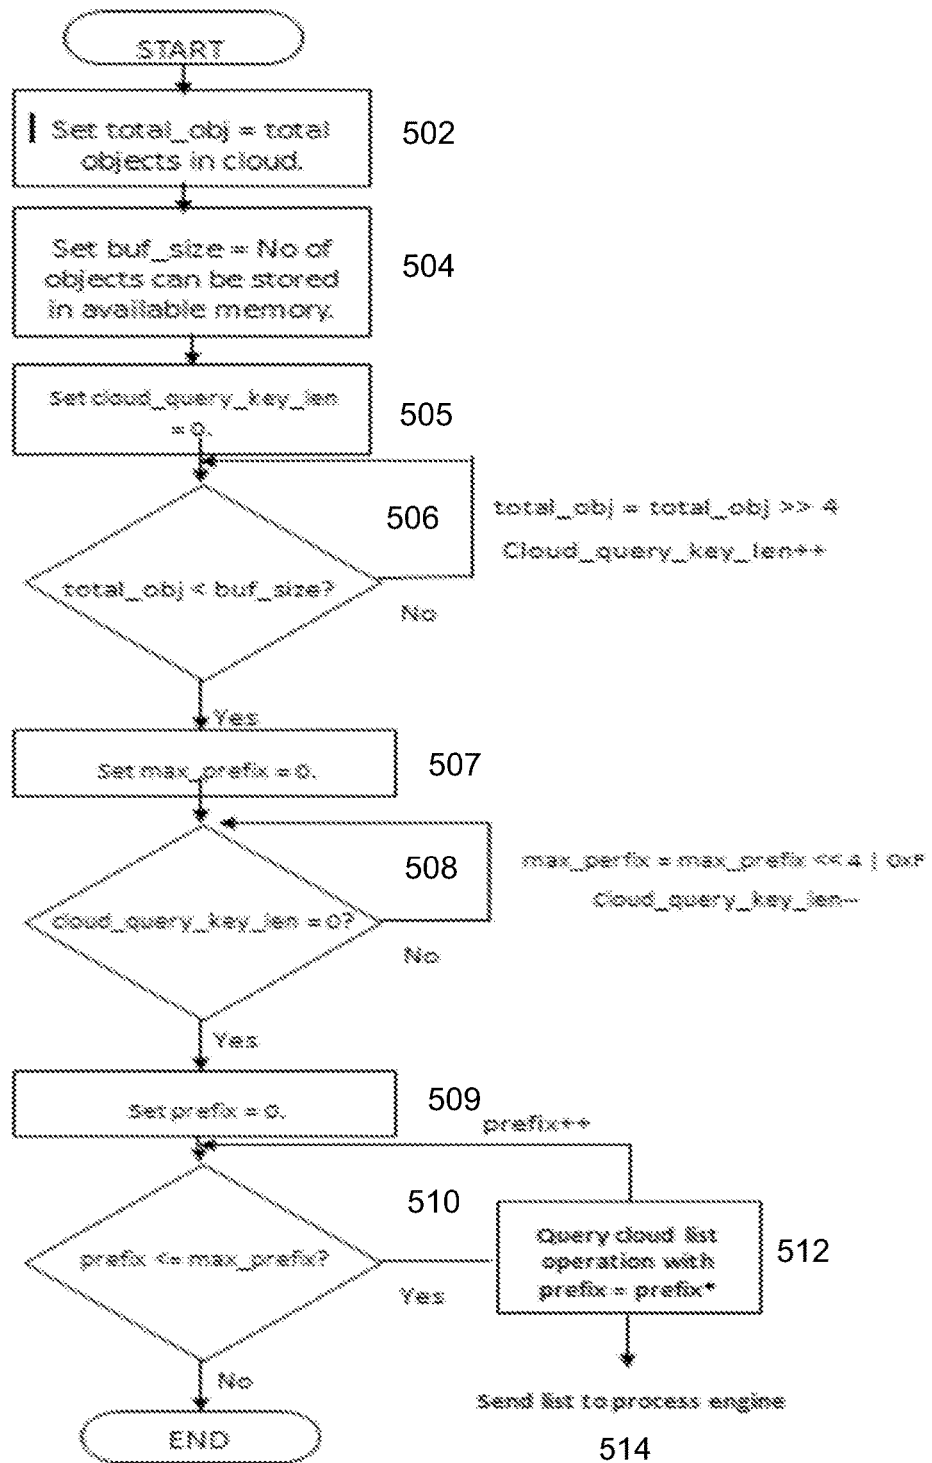 START
Set total_obj = total
objects in cloud.
502
Set buf_size = No of
objects can be stored
in available memory.
504
Set cloud_query_key_len
= 0.
505
506
total_obj = total_obj >> 4
Cloud_query_key_len++
total_obj < buf_size?
No
Yes
Set max_prefix = 0.
507
508
max_perfix = max_prefix << 4 | 0xF
Cloud_query_key_len--
cloud_query_key_len = 0?
No
Yes
Set prefix = 0.
509
prefix++
510
prefix <= max_prefix?
Yes
Query cloud list
operation with
prefix = prefix*
512
No
Send list to process engine
514
END